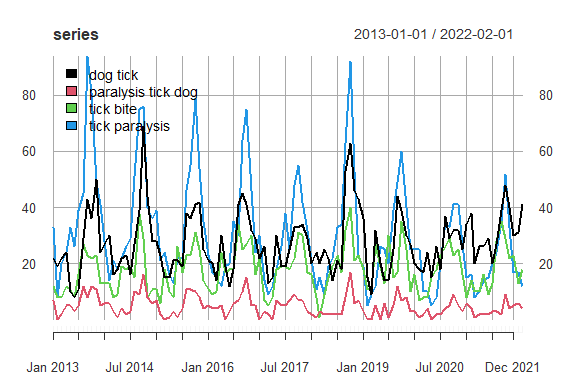 series
2013-01-01 / 2022-02-01
dog tick
paralysis tick dog
tick bite
tick paralysis
80 80
60 60
40 40
20 20
Jan 2013 Jul 2014 Jan 2016 Jul 2017 Jan 2019 Jul 2020 Dec 2021